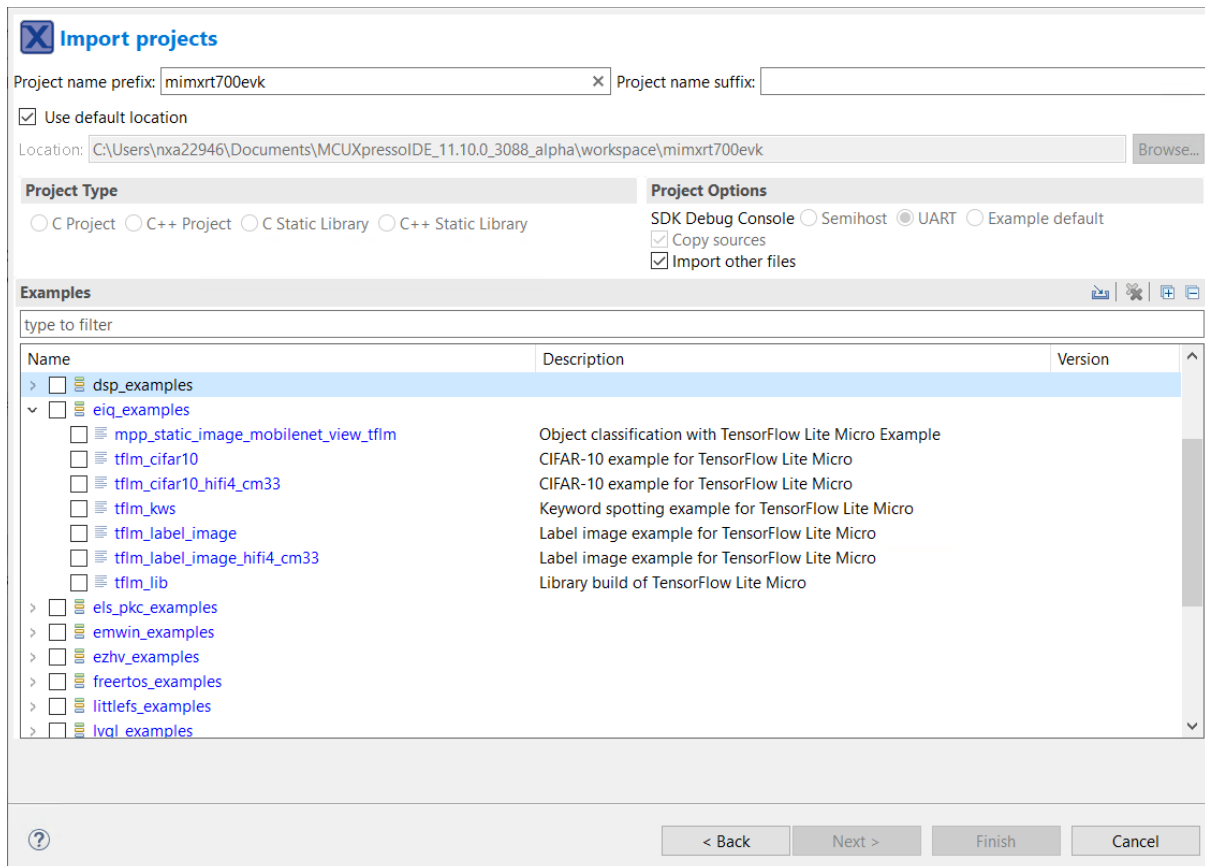 Import projects
Project name prefix: mimxrt700evk Project name suffix:
Use default location
Location: C:\Users\nxa22946\Documents\MCUXpressoIDE_11.10.0_3088_alpha\workspace\mimxrt700evk Browse...
Project Type Project Options
C Project C++ Project C Static Library C++ Static Library SDK Debug Console Semihost UART Example default
Copy sources
Import other files
Examples
type to filter
Name Description Version
dsp_examples
eiq_examples
mpp_static_image_mobilenet_view_tflm Object classification with TensorFlow Lite Micro Example
tflm_cifar10 CIFAR-10 example for TensorFlow Lite Micro
tflm_cifar10_hifi4_cm33 CIFAR-10 example for TensorFlow Lite Micro
tflm_kws Keyword spotting example for TensorFlow Lite Micro
tflm_label_image Label image example for TensorFlow Lite Micro
tflm_label_image_hifi4_cm33 Label image example for TensorFlow Lite Micro
tflm_lib Library build of TensorFlow Lite Micro
els_pkc_examples
emwin_examples
ezhv_examples
freertos_examples
littlefs_examples
lvgl_examples
< Back Next > Finish Cancel